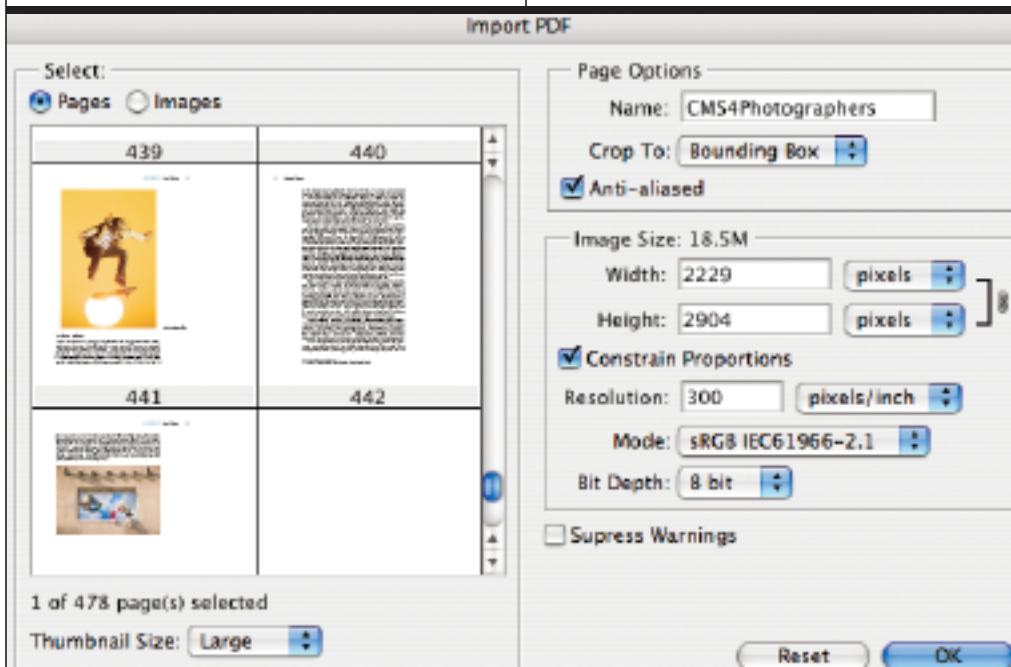 Import PDF
Select:
Pages Images
439 440
441 442
1 of 478 page(s) selected
Thumbnail Size: Large
Page Options
Name: CMS4Photographers
Crop To: Bounding Box
Anti-aliased
Image Size: 18.5M
Width: 2229 pixels
Height: 2904 pixels
Constrain Proportions
Resolution: 300 pixels/inch
Mode: sRGB IEC61966-2.1
Bit Depth: 8 bit
Supress Warnings
Reset OK